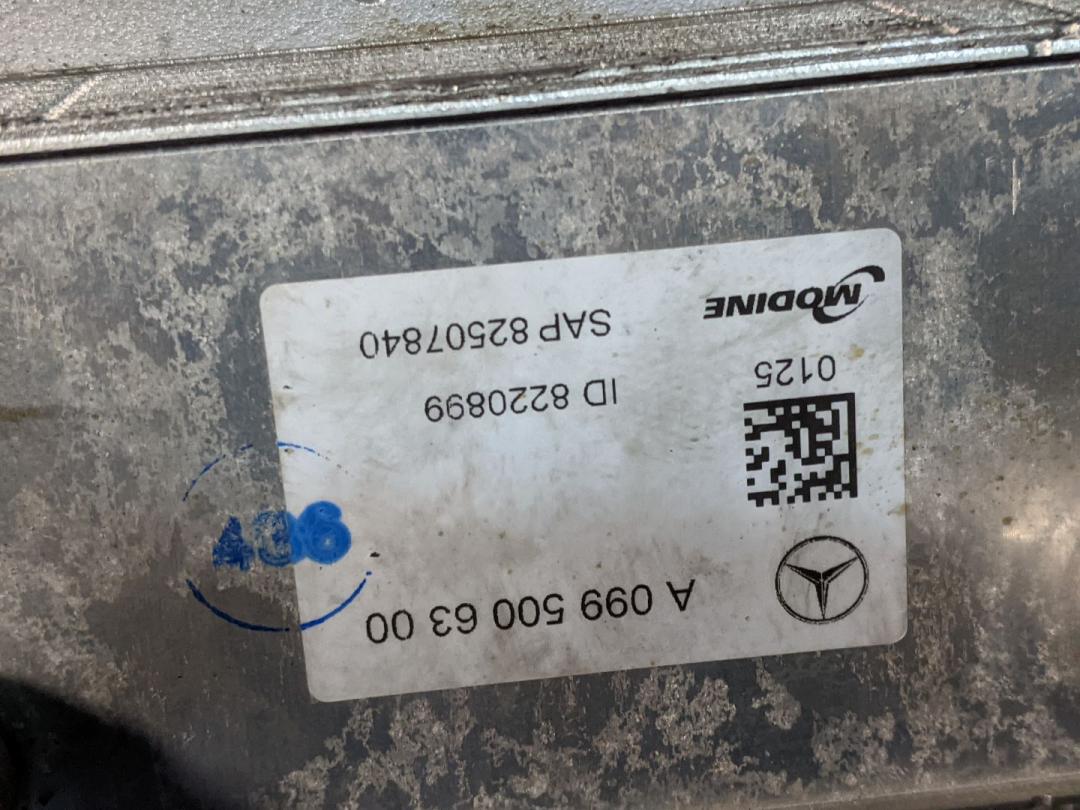 A 099 500 63 00
ID 8220899
0125
SAP 82507840
MODINE